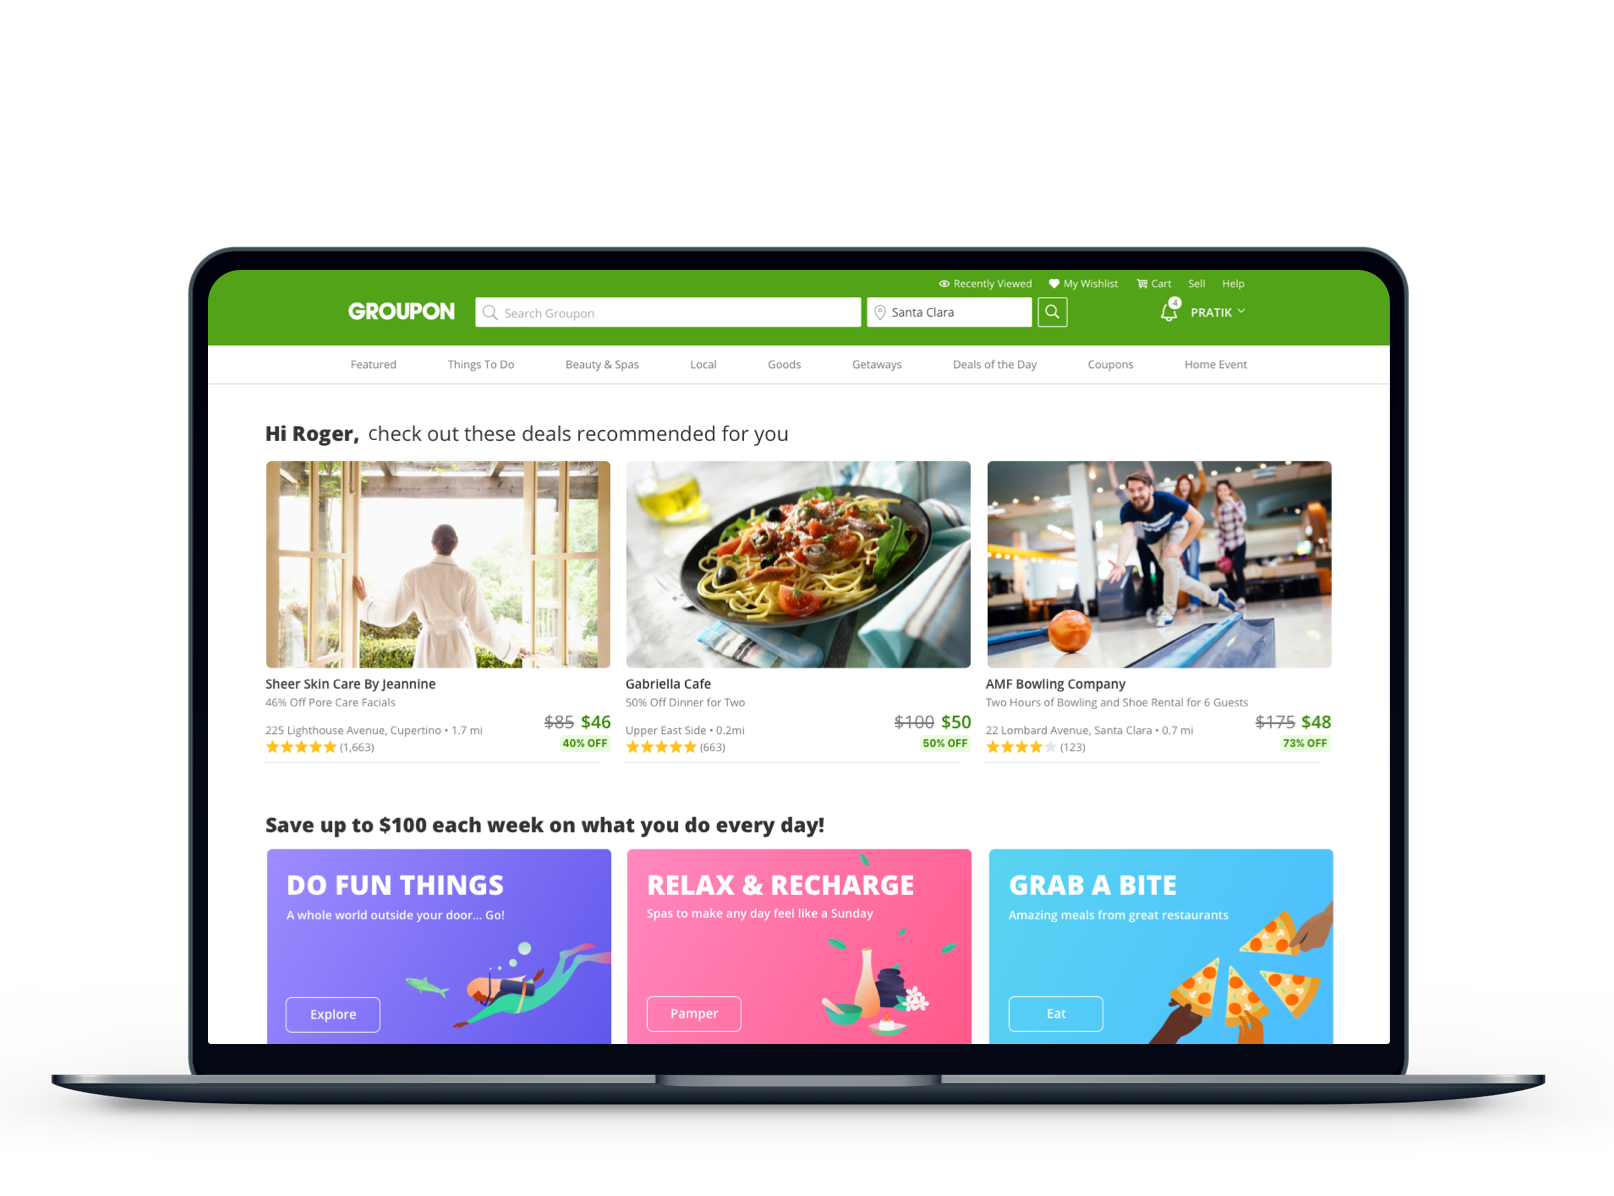 Recently Viewed My Wishlist Cart Sell Help
GROUPON Search Groupon Santa Clara 4 PRATIK
Featured Things To Do Beauty & Spas Local Goods Getaways Deals of the Day Coupons Home Event
Hi Roger, check out these deals recommended for you
Sheer Skin Care By Jeannine
46% Off Pore Care Facials
$85 $46
225 Lighthouse Avenue, Cupertino • 1.7 mi
40% OFF
(1,663)
Gabriella Cafe
50% Off Dinner for Two
$100 $50
Upper East Side • 0.2mi
50% OFF
(663)
AMF Bowling Company
Two Hours of Bowling and Shoe Rental for 6 Guests
$175 $48
22 Lombard Avenue, Santa Clara • 0.7 mi
73% OFF
(123)
Save up to $100 each week on what you do every day!
DO FUN THINGS
A whole world outside your door... Go!
Explore
RELAX & RECHARGE
Spas to make any day feel like a Sunday
Pamper
GRAB A BITE
Amazing meals from great restaurants
Eat